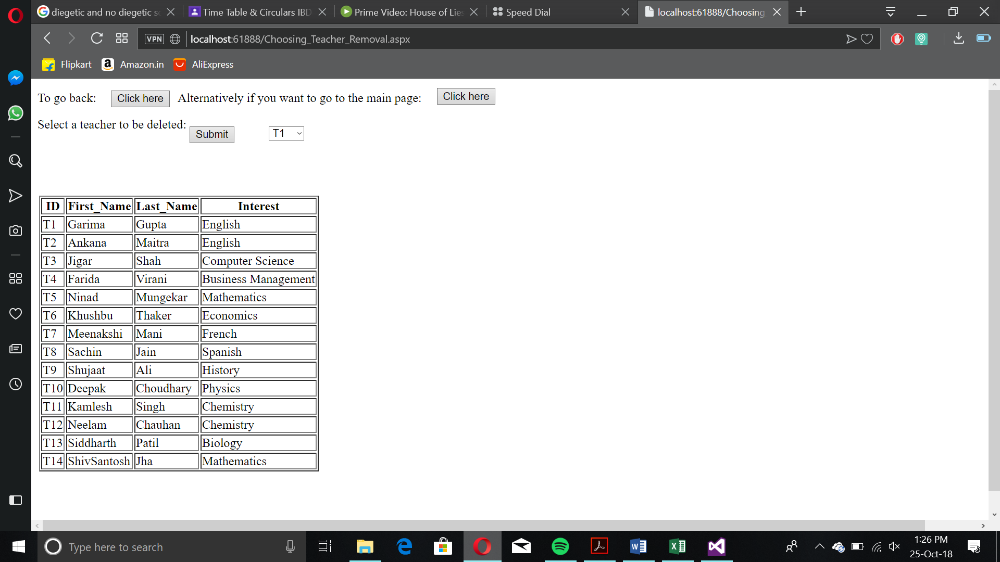 diegetic and no diegetic so
Time Table & Circulars IBD
Prime Video: House of Lies
Speed Dial
localhost:61888/Choosing_
VPN
localhost:61888/Choosing_Teacher_Removal.aspx
Flipkart
Amazon.in
AliExpress
To go back: Click here Alternatively if you want to go to the main page: Click here
Select a teacher to be deleted: Submit T1
ID First_Name Last_Name Interest
T1 Garima Gupta English
T2 Ankana Maitra English
T3 Jigar Shah Computer Science
T4 Farida Virani Business Management
T5 Ninad Mungekar Mathematics
T6 Khushbu Thaker Economics
T7 Meenakshi Mani French
T8 Sachin Jain Spanish
T9 Shujaat Ali History
T10 Deepak Choudhary Physics
T11 Kamlesh Singh Chemistry
T12 Neelam Chauhan Chemistry
T13 Siddharth Patil Biology
T14 ShivSantosh Jha Mathematics
Type here to search
1:26 PM
25-Oct-18